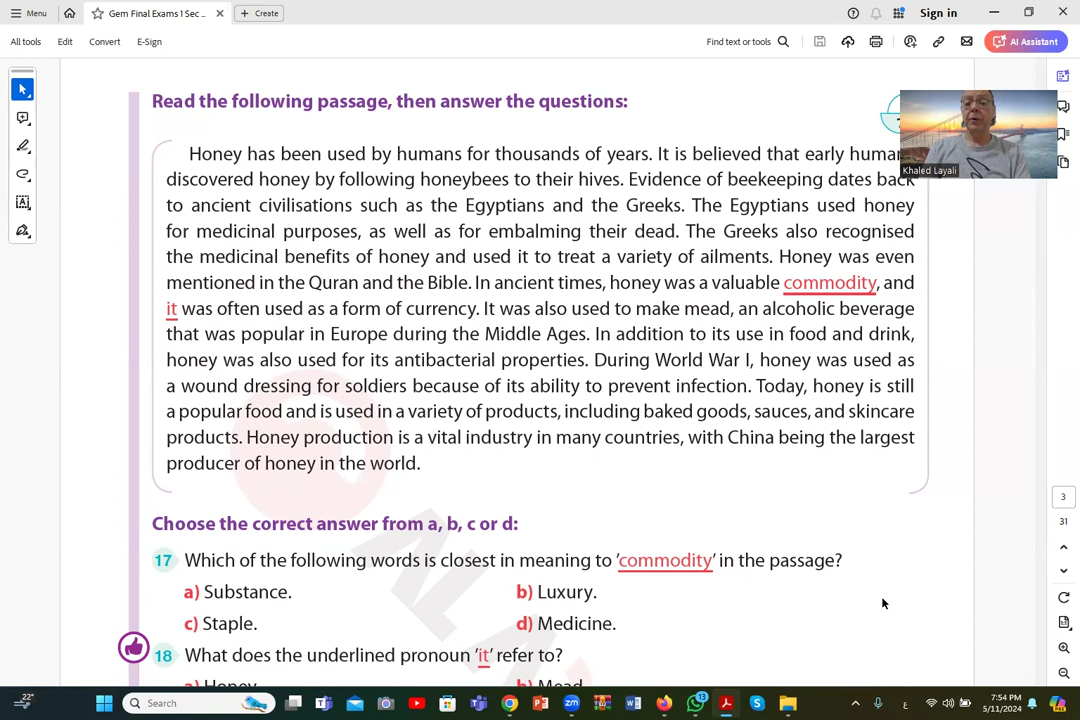 Menu
Gem Final Exams 1 Sec ...
Create
Sign in
All tools
Edit
Convert
E-Sign
Find text or tools
AI Assistant
Read the following passage, then answer the questions:
Khaled Layali
Honey has been used by humans for thousands of years. It is believed that early human
discovered honey by following honeybees to their hives. Evidence of beekeeping dates back
to ancient civilisations such as the Egyptians and the Greeks. The Egyptians used honey
for medicinal purposes, as well as for embalming their dead. The Greeks also recognised
the medicinal benefits of honey and used it to treat a variety of ailments. Honey was even
mentioned in the Quran and the Bible. In ancient times, honey was a valuable commodity, and
it was often used as a form of currency. It was also used to make mead, an alcoholic beverage
that was popular in Europe during the Middle Ages. In addition to its use in food and drink,
honey was also used for its antibacterial properties. During World War I, honey was used as
a wound dressing for soldiers because of its ability to prevent infection. Today, honey is still
a popular food and is used in a variety of products, including baked goods, sauces, and skincare
products. Honey production is a vital industry in many countries, with China being the largest
producer of honey in the world.
3
31
Choose the correct answer from a, b, c or d:
17 Which of the following words is closest in meaning to 'commodity' in the passage?
a) Substance. b) Luxury.
c) Staple. d) Medicine.
18 What does the underlined pronoun 'it' refer to?
a) Honey b) Mead
22°
Search
13
ع
7:54 PM
5/11/2024